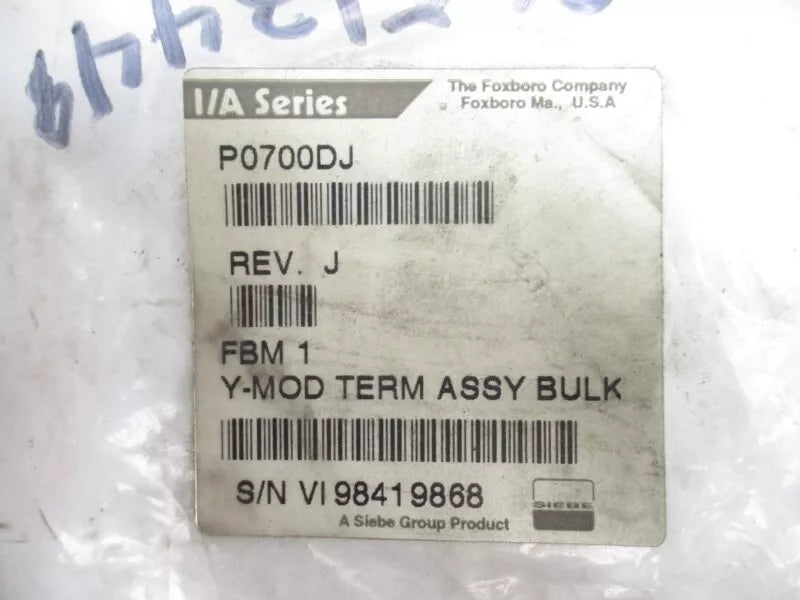 I/A Series
The Foxboro Company
Foxboro Ma., U.S.A
P0700DJ
REV. J
FBM 1
Y-MOD TERM ASSY BULK
S/N VI 98419868
SIEBE
A Siebe Group Product